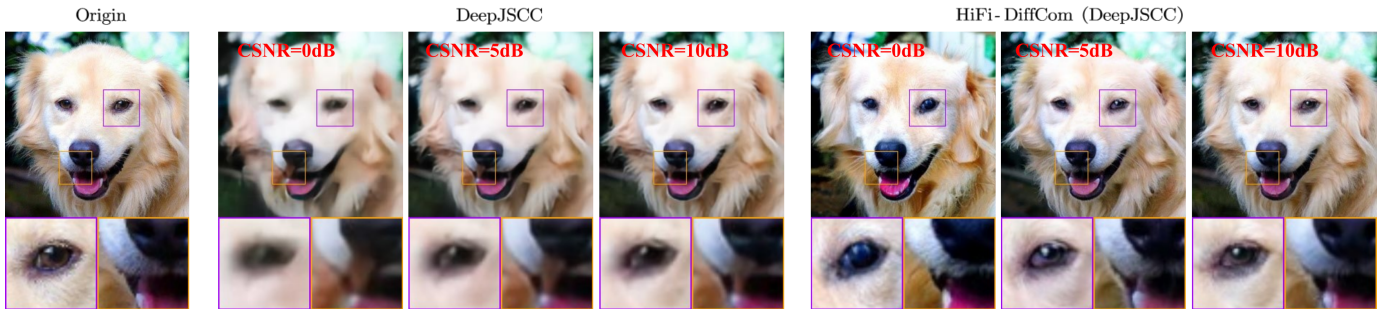 Origin
DeepJSCC
HiFi-DiffCom (DeepJSCC)
CSNR=0dB
CSNR=5dB
CSNR=10dB
CSNR=0dB
CSNR=5dB
CSNR=10dB